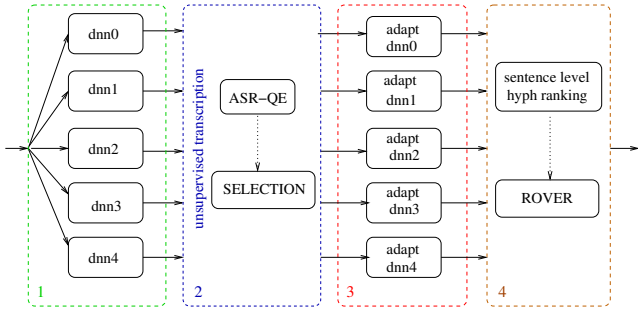 dnn0
dnn1
dnn2
dnn3
dnn4
1
unsupervised transcription
ASR-QE
SELECTION
2
adapt
dnn0
adapt
dnn1
adapt
dnn2
adapt
dnn3
adapt
dnn4
3
sentence level
hyph ranking
ROVER
4